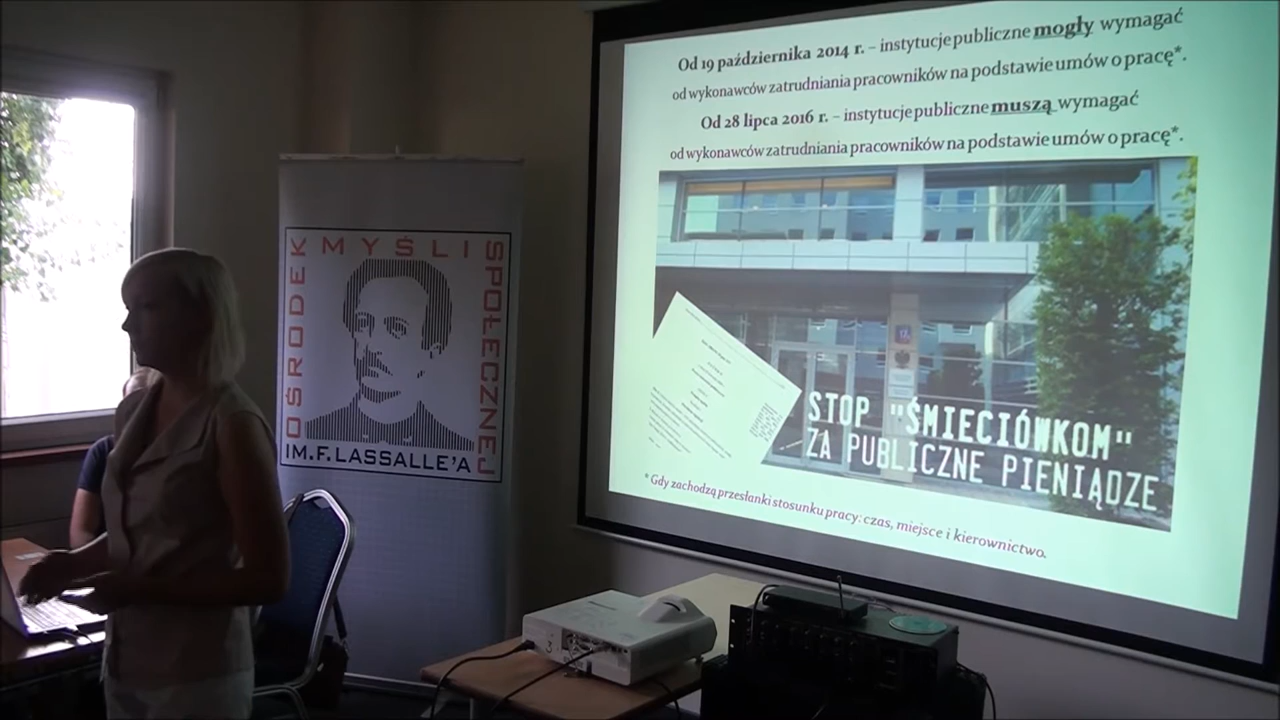 Od 19 października 2014 r. – instytucje publiczne mogły wymagać
od wykonawców zatrudniania pracowników na podstawie umów o pracę*.
Od 28 lipca 2016 r. – instytucje publiczne muszą wymagać
od wykonawców zatrudniania pracowników na podstawie umów o pracę*.
STOP "ŚMIECIÓWKOM"
ZA PUBLICZNE PIENIĄDZE
* Gdy zachodzą przesłanki stosunku pracy: czas, miejsce i kierownictwo.
OŚRODEK
MYŚLI
SPOŁECZNEJ
IM. F. LASSALLE'A
3